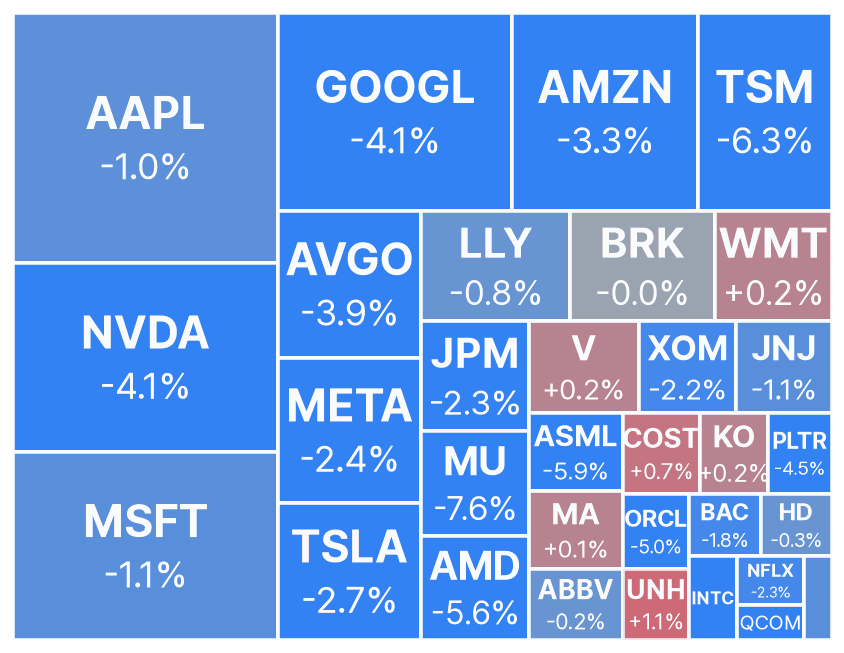 AAPL
-1.0%
NVDA
-4.1%
MSFT
-1.1%
GOOGL
-4.1%
AMZN
-3.3%
TSM
-6.3%
AVGO
-3.9%
META
-2.4%
TSLA
-2.7%
LLY
-0.8%
BRK
-0.0%
WMT
+0.2%
JPM
-2.3%
MU
-7.6%
AMD
-5.6%
V
+0.2%
XOM
-2.2%
JNJ
-1.1%
ASML
-5.9%
COST
+0.7%
KO
+0.2%
PLTR
-4.5%
MA
+0.1%
ABBV
-0.2%
ORCL
-5.0%
UNH
+1.1%
BAC
-1.8%
HD
-0.3%
INTC
NFLX
-2.3%
QCOM